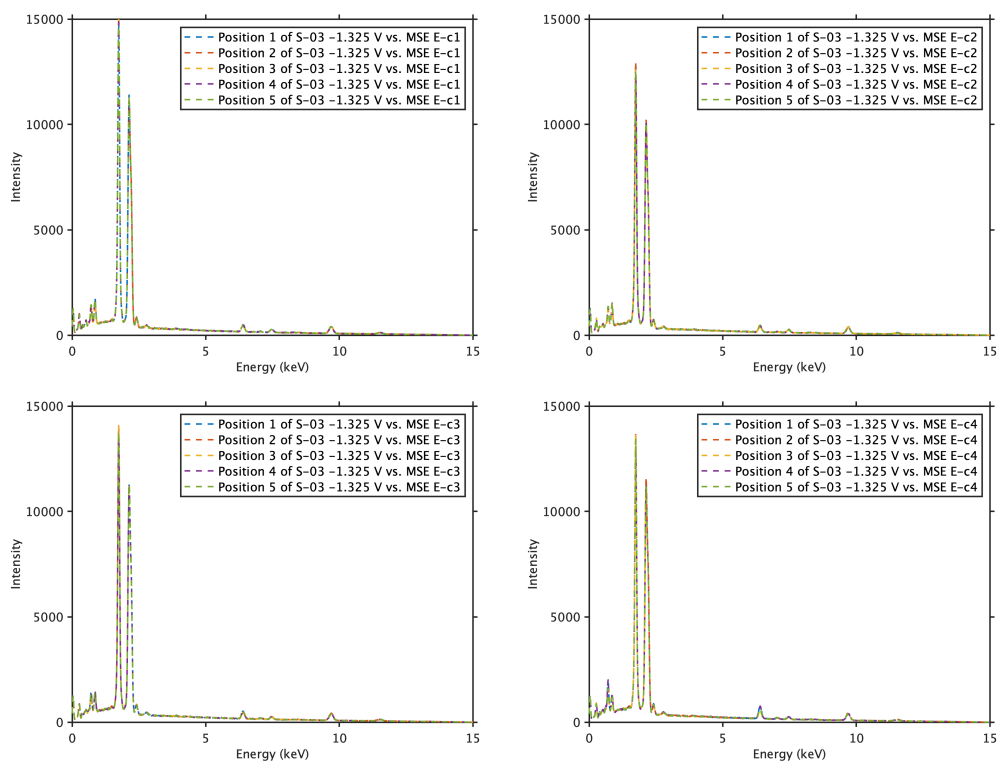 15000
10000
5000
0
Intensity
0
5
10
15
Energy (keV)
Position 1 of S-03 -1.325 V vs. MSE E-c1
Position 2 of S-03 -1.325 V vs. MSE E-c1
Position 3 of S-03 -1.325 V vs. MSE E-c1
Position 4 of S-03 -1.325 V vs. MSE E-c1
Position 5 of S-03 -1.325 V vs. MSE E-c1
15000
10000
5000
0
Intensity
0
5
10
15
Energy (keV)
Position 1 of S-03 -1.325 V vs. MSE E-c2
Position 2 of S-03 -1.325 V vs. MSE E-c2
Position 3 of S-03 -1.325 V vs. MSE E-c2
Position 4 of S-03 -1.325 V vs. MSE E-c2
Position 5 of S-03 -1.325 V vs. MSE E-c2
15000
10000
5000
0
Intensity
0
5
10
15
Energy (keV)
Position 1 of S-03 -1.325 V vs. MSE E-c3
Position 2 of S-03 -1.325 V vs. MSE E-c3
Position 3 of S-03 -1.325 V vs. MSE E-c3
Position 4 of S-03 -1.325 V vs. MSE E-c3
Position 5 of S-03 -1.325 V vs. MSE E-c3
15000
10000
5000
0
Intensity
0
5
10
15
Energy (keV)
Position 1 of S-03 -1.325 V vs. MSE E-c4
Position 2 of S-03 -1.325 V vs. MSE E-c4
Position 3 of S-03 -1.325 V vs. MSE E-c4
Position 4 of S-03 -1.325 V vs. MSE E-c4
Position 5 of S-03 -1.325 V vs. MSE E-c4